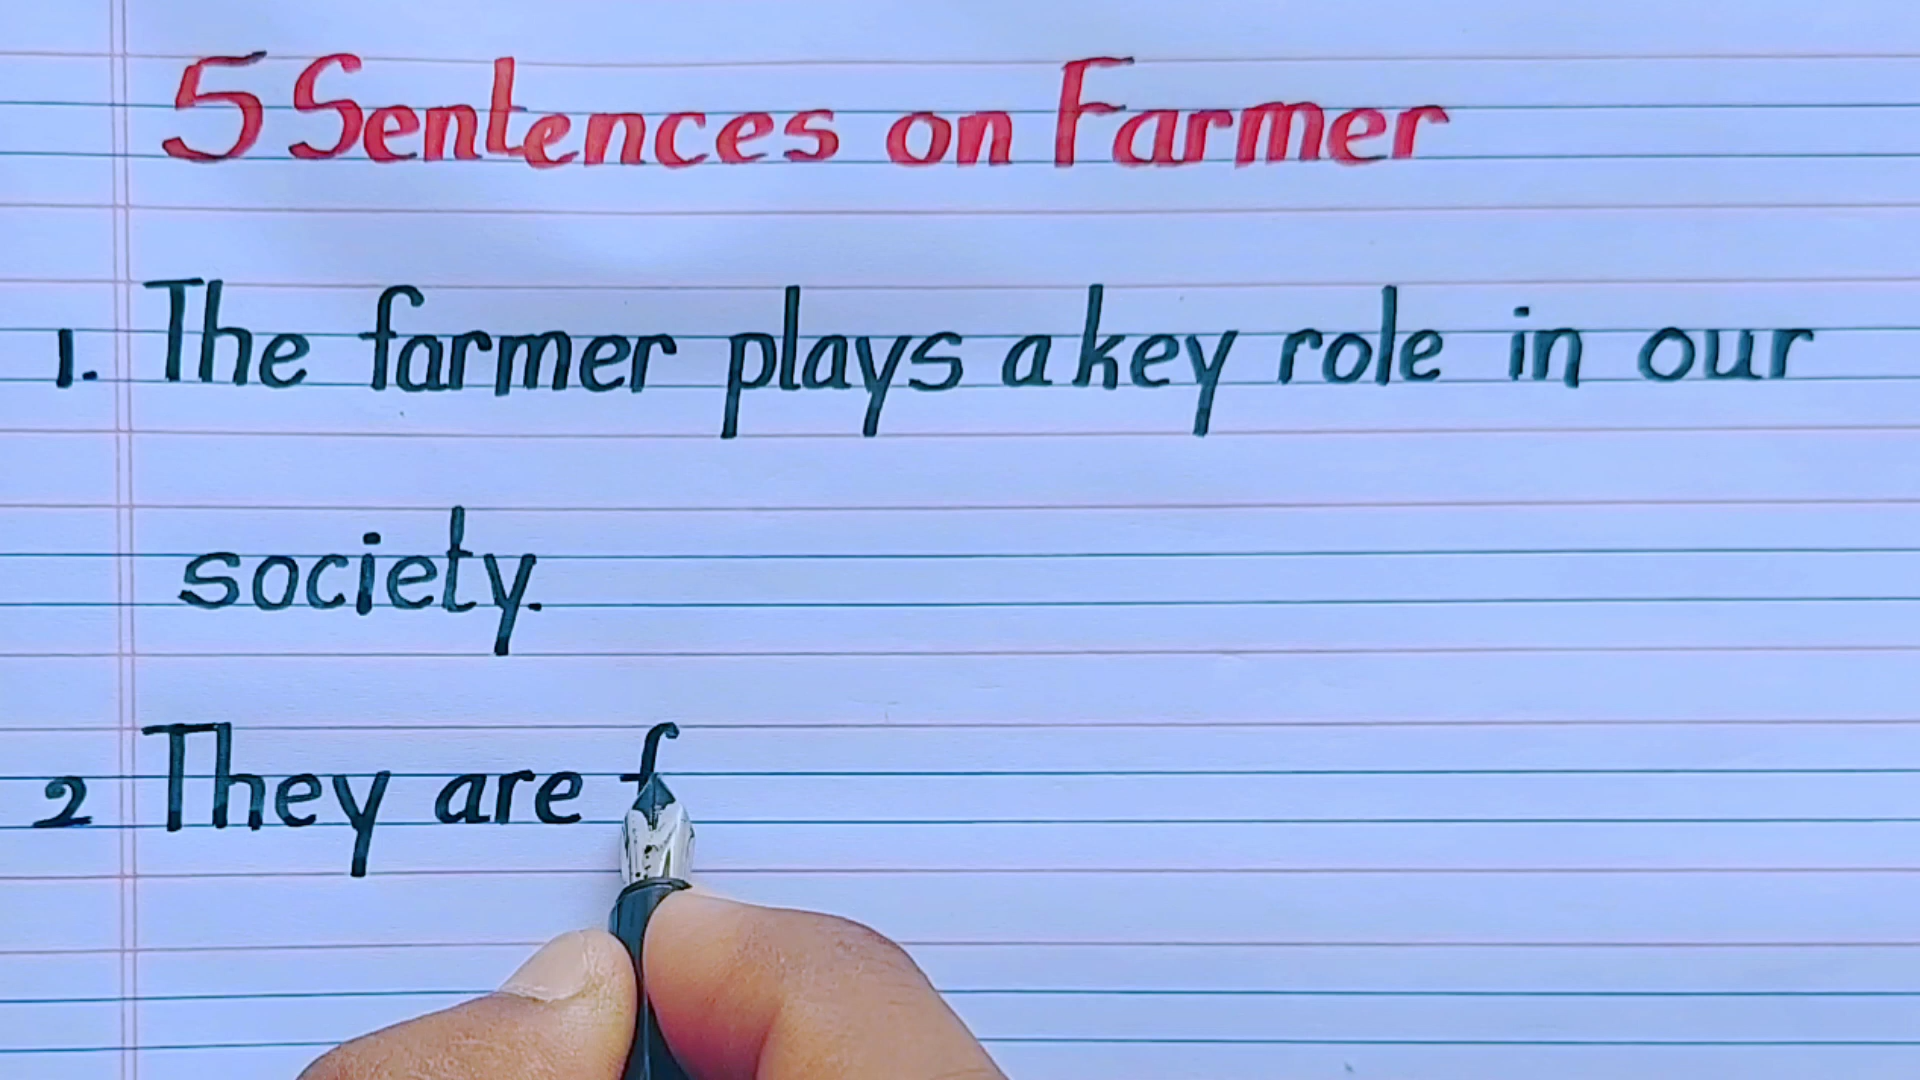 5 Sentences on Farmer
1. The farmer plays a key role in our
society.
2 They are f